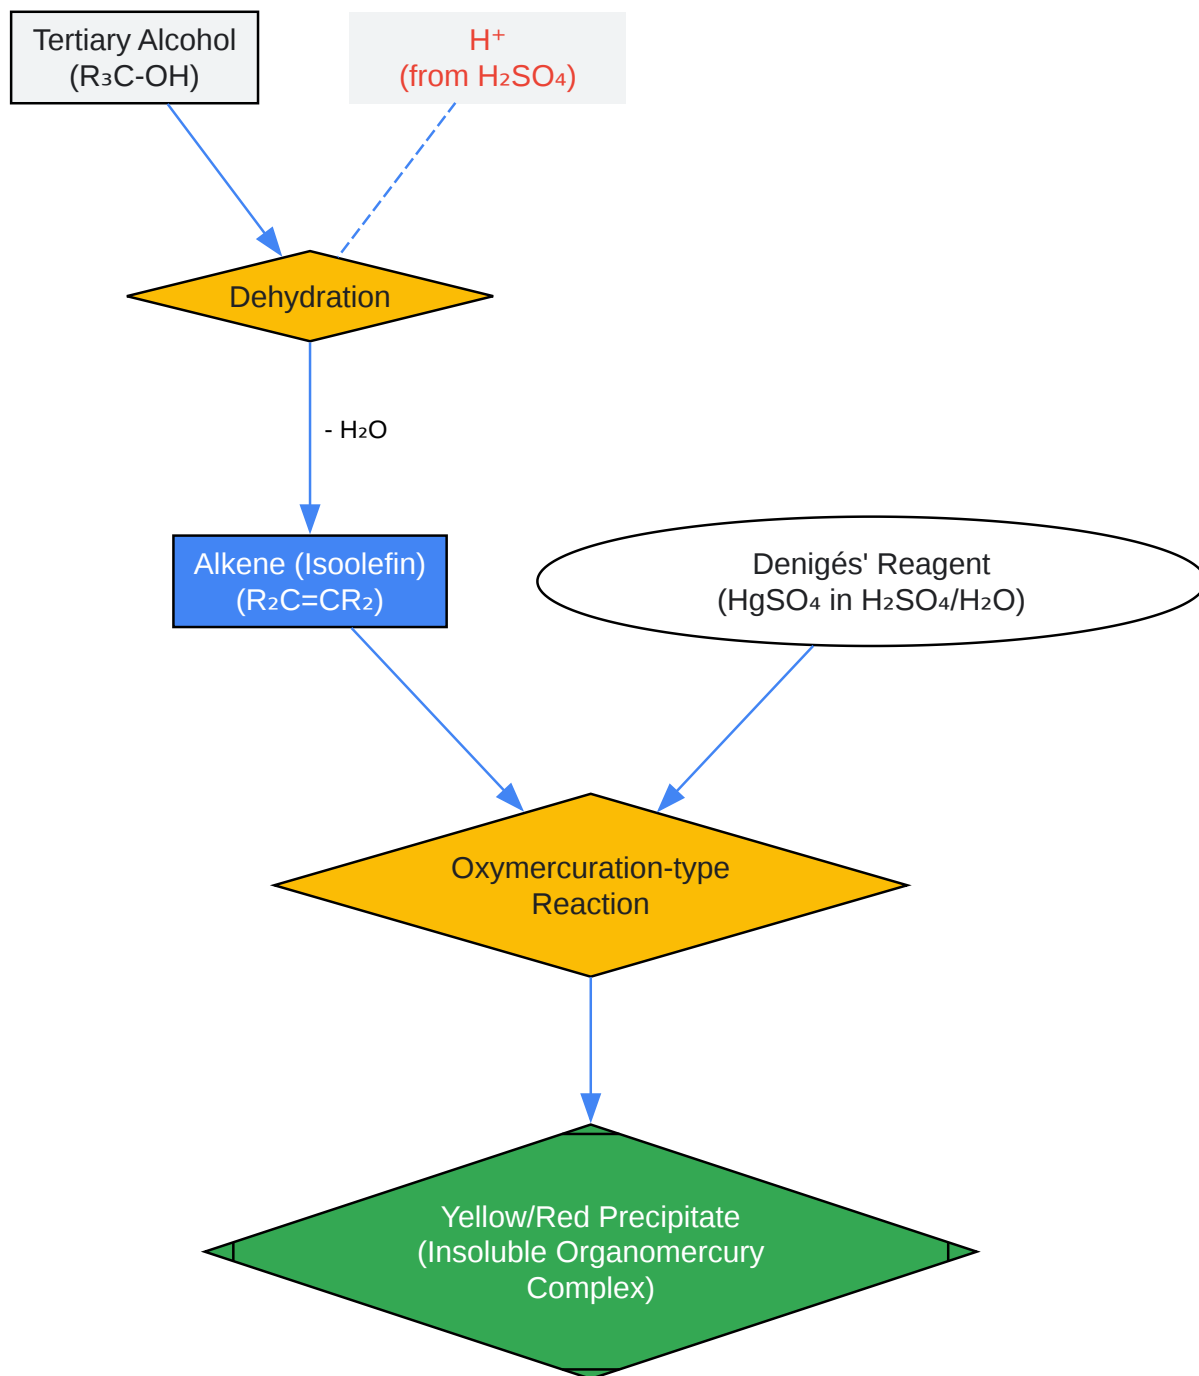 Tertiary Alcohol
(R₃C-OH)
H⁺
(from H₂SO₄)
Dehydration
- H₂O
Alkene (Isoolefin)
(R₂C=CR₂)
Denigés' Reagent
(HgSO₄ in H₂SO₄/H₂O)
Oxymercuration-type
Reaction
Yellow/Red Precipitate
(Insoluble Organomercury
Complex)